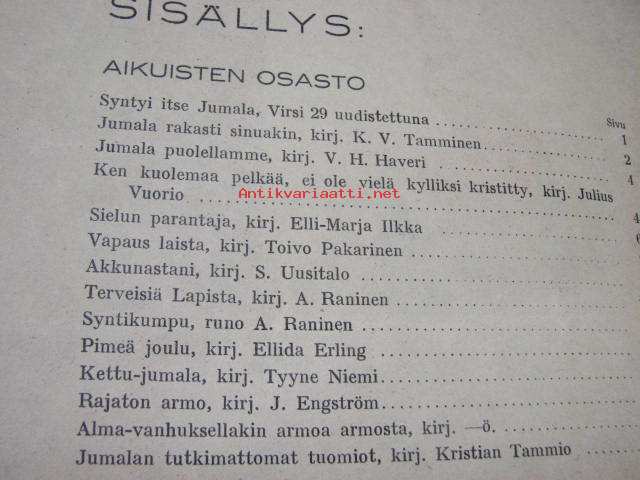 SISÄLLYS:
AIKUISTEN OSASTO
Sivu
Syntyi itse Jumala, Virsi 29 uudistettuna 1
Jumala rakasti sinuakin, kirj. K. V. Tamminen 2
Jumala puolellamme, kirj. V. H. Haveri 4
Ken kuolemaa pelkää, ei ole vielä kylliksi kristitty, kirj. Julius
Vuorio 4
Antikvariaatti.net
Sielun parantaja, kirj. Elli-Marja Ilkka
Vapaus laista, kirj. Toivo Pakarinen
Akkunastani, kirj. S. Uusitalo
Terveisiä Lapista, kirj. A. Raninen
Syntikumpu, runo A. Raninen
Pimeä joulu, kirj. Ellida Erling
Kettu-jumala, kirj. Tyyne Niemi
Rajaton armo, kirj. J. Engström
Alma-vanhuksellakin armoa armosta, kirj. —ö.
Jumalan tutkimattomat tuomiot, kirj. Kristian Tammio